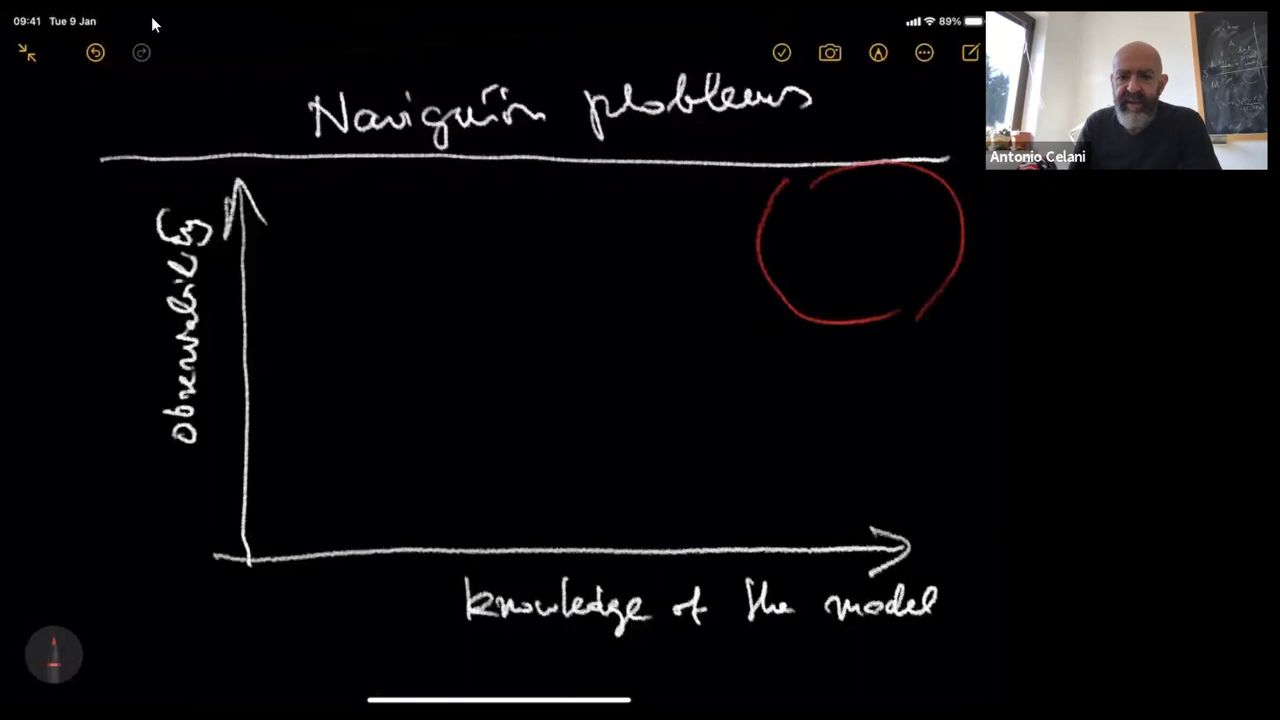 09:41 Tue 9 Jan
89%
Navigation problems
Antonio Celani
observability
knowledge of the model